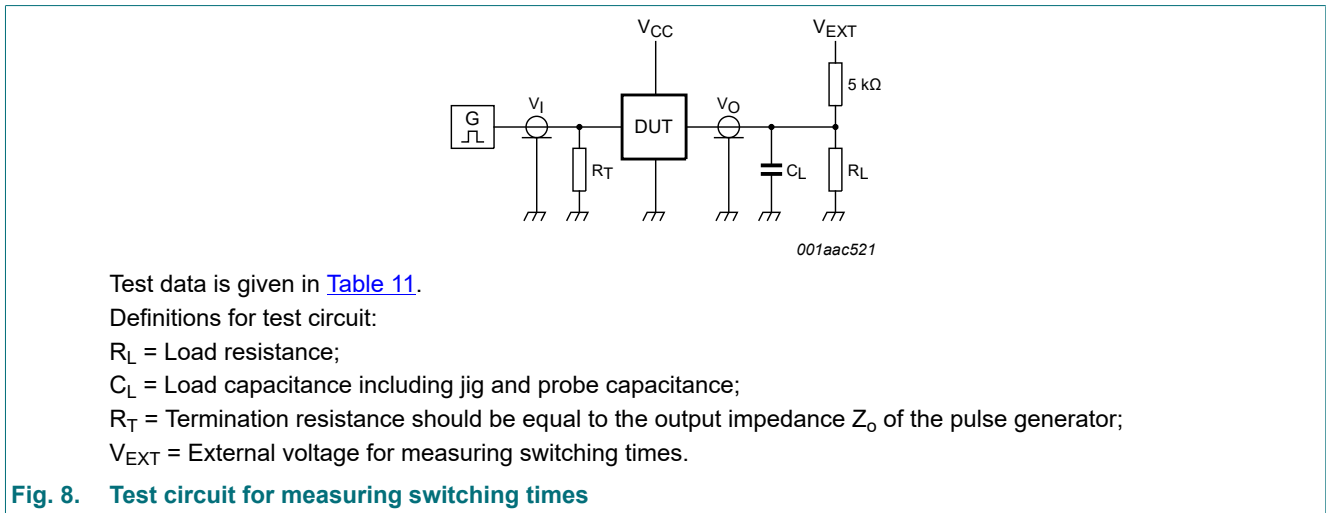 VCC
VEXT
5 kΩ
G
VI
DUT
VO
RT
CL
RL
001aac521
Test data is given in Table 11.
Definitions for test circuit:
RL = Load resistance;
CL = Load capacitance including jig and probe capacitance;
RT = Termination resistance should be equal to the output impedance Zo of the pulse generator;
VEXT = External voltage for measuring switching times.
Fig. 8. Test circuit for measuring switching times